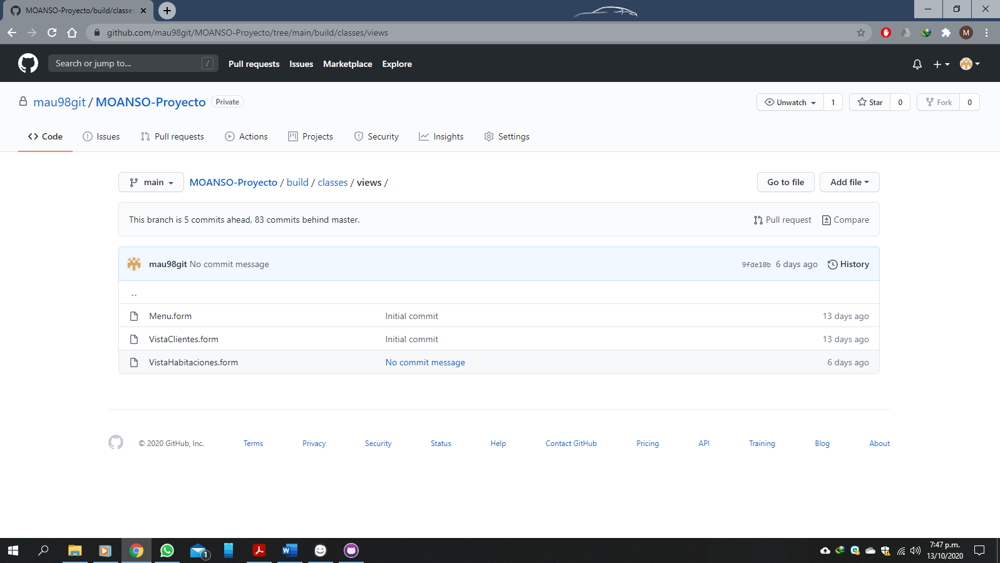 MOANSO-Proyecto/build/classes
github.com/mau98git/MOANSO-Proyecto/tree/main/build/classes/views
M
Search or jump to...
/
Pull requests
Issues
Marketplace
Explore
mau98git / MOANSO-Proyecto
Private
Unwatch
1
Star
0
Fork
0
Code
Issues
Pull requests
Actions
Projects
Security
Insights
Settings
main
MOANSO-Proyecto / build / classes / views /
Go to file
Add file
This branch is 5 commits ahead, 83 commits behind master.
Pull request
Compare
mau98git No commit message
9fde10b 6 days ago
History
..
Menu.form
Initial commit
13 days ago
VistaClientes.form
Initial commit
13 days ago
VistaHabitaciones.form
No commit message
6 days ago
© 2020 GitHub, Inc.
Terms
Privacy
Security
Status
Help
Contact GitHub
Pricing
API
Training
Blog
About
1
7:47 p.m.
13/10/2020